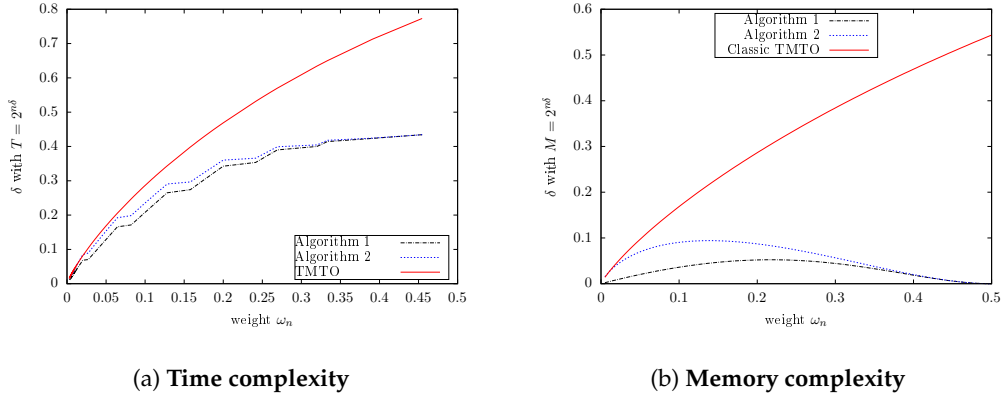 0.8
0.7
0.6
0.5
0.4
0.3
0.2
0.1
0
δ with T = 2^{nδ}
0 0.05 0.1 0.15 0.2 0.25 0.3 0.35 0.4 0.45 0.5
weight ω_n
Algorithm 1
Algorithm 2
TMTO
(a) Time complexity
0.6
0.5
0.4
0.3
0.2
0.1
0
δ with M = 2^{nδ}
0 0.1 0.2 0.3 0.4 0.5
weight ω_n
Algorithm 1
Algorithm 2
Classic TMTO
(b) Memory complexity